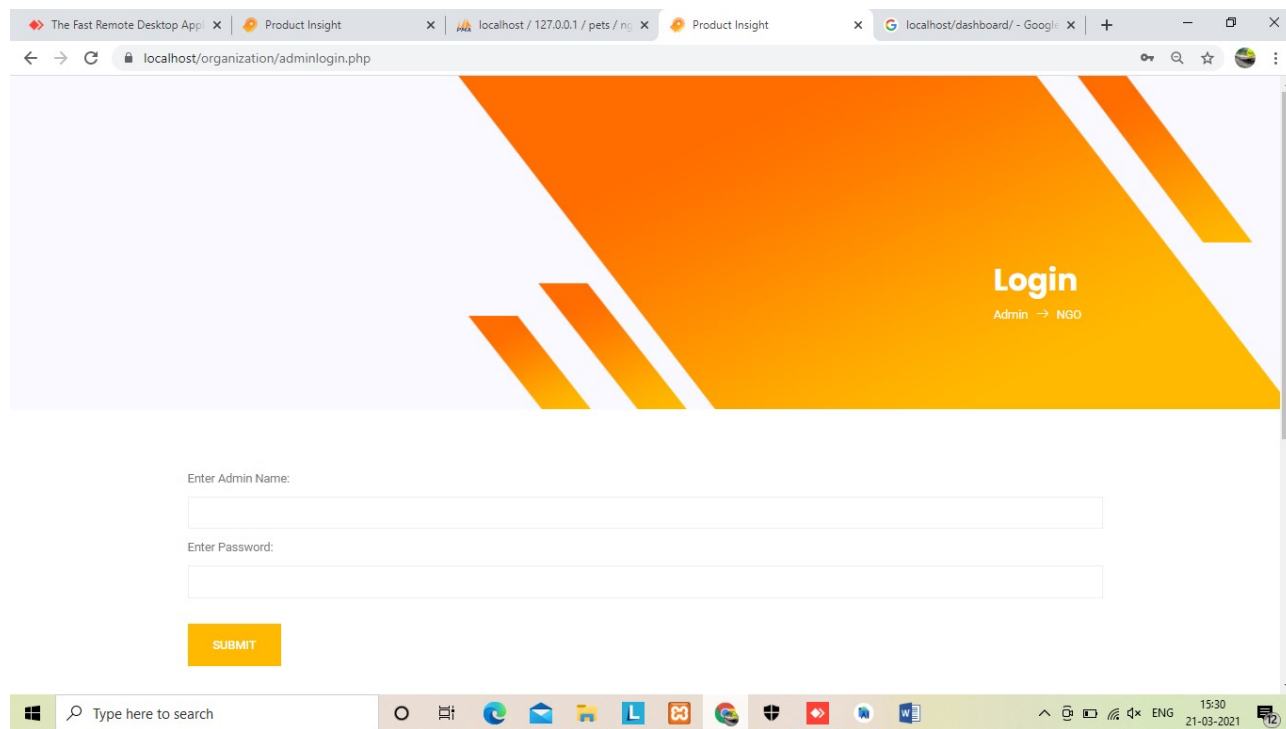 The Fast Remote Desktop Appl
Product Insight
localhost / 127.0.0.1 / pets / ng
Product Insight
localhost/dashboard/ - Google
localhost/organization/adminlogin.php
Login
Admin → NGO
Enter Admin Name:
Enter Password:
SUBMIT
Type here to search
ENG
15:30
21-03-2021
12